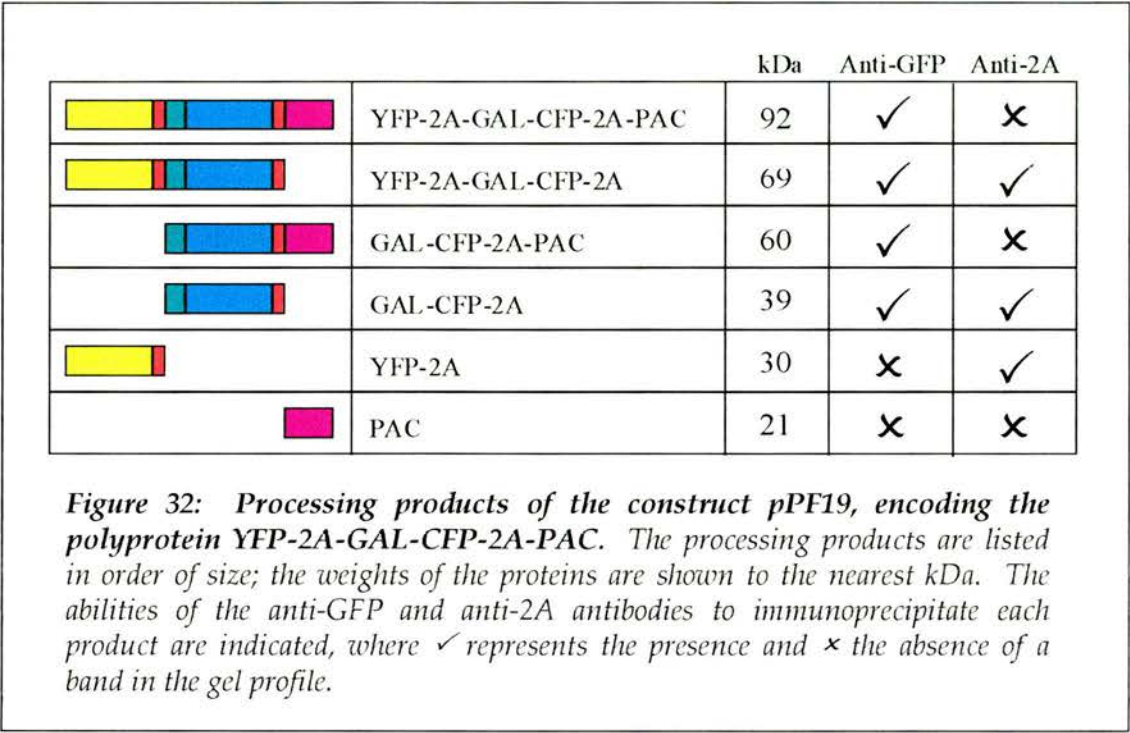 kDa Anti-GFP Anti-2A
YFP-2A-GAL-CFP-2A-PAC 92 ✓ ×
YFP-2A-GAL-CFP-2A 69 ✓ ✓
GAL-CFP-2A-PAC 60 ✓ ×
GAL-CFP-2A 39 ✓ ✓
YFP-2A 30 × ✓
PAC 21 × ×
Figure 32: Processing products of the construct pPF19, encoding the
polyprotein YFP-2A-GAL-CFP-2A-PAC. The processing products are listed
in order of size; the weights of the proteins are shown to the nearest kDa. The
abilities of the anti-GFP and anti-2A antibodies to immunoprecipitate each
product are indicated, where ✓ represents the presence and × the absence of a
band in the gel profile.